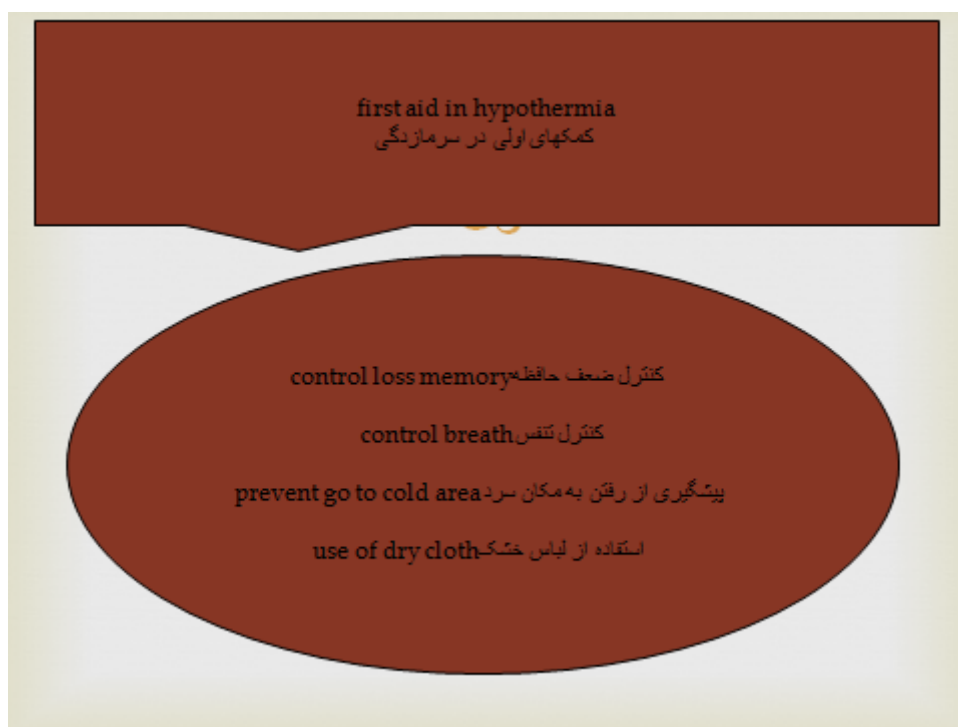 first aid in hypothermia
کمکهای اولی در سرمازدگی
control loss memoryکنترل ضعف حافظه
control breathکنترل تنفس
prevent go to cold areaپیشگیری از رفتن به مکان سرد
use of dry clothاستفاده از لباس خشک